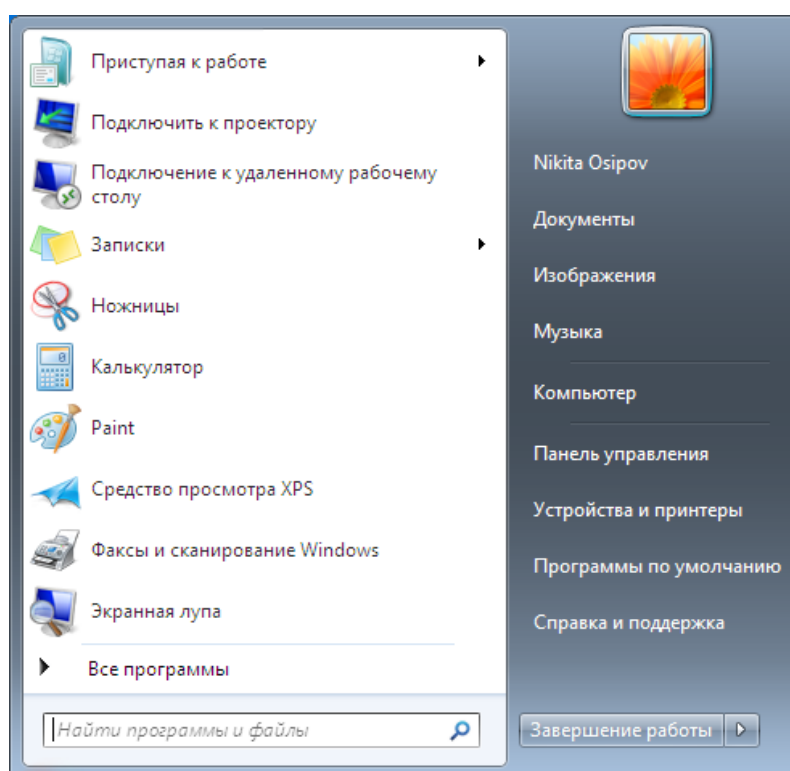 Приступая к работе
Подключить к проектору
Подключение к удаленному рабочему
столу
Записки
Ножницы
Калькулятор
Paint
Средство просмотра XPS
Факсы и сканирование Windows
Экранная лупа
Все программы
Найти программы и файлы
Nikita Osipov
Документы
Изображения
Музыка
Компьютер
Панель управления
Устройства и принтеры
Программы по умолчанию
Справка и поддержка
Завершение работы